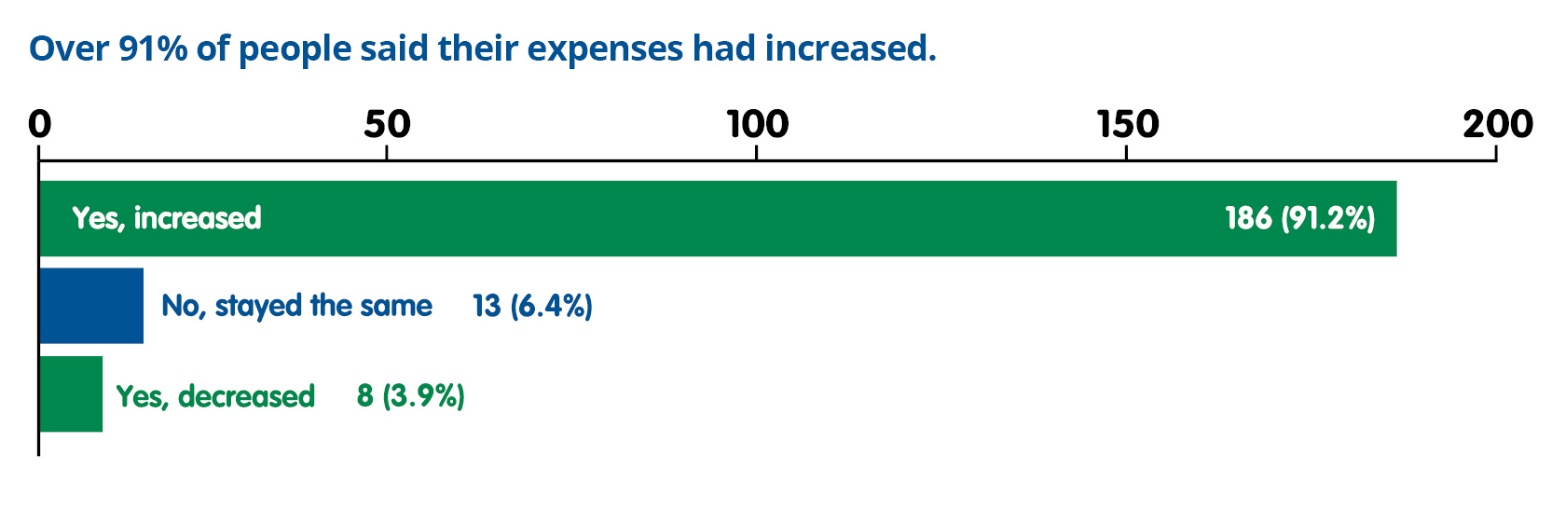 Over 91% of people said their expenses had increased.
0 50 100 150 200
Yes, increased 186 (91.2%)
No, stayed the same 13 (6.4%)
Yes, decreased 8 (3.9%)